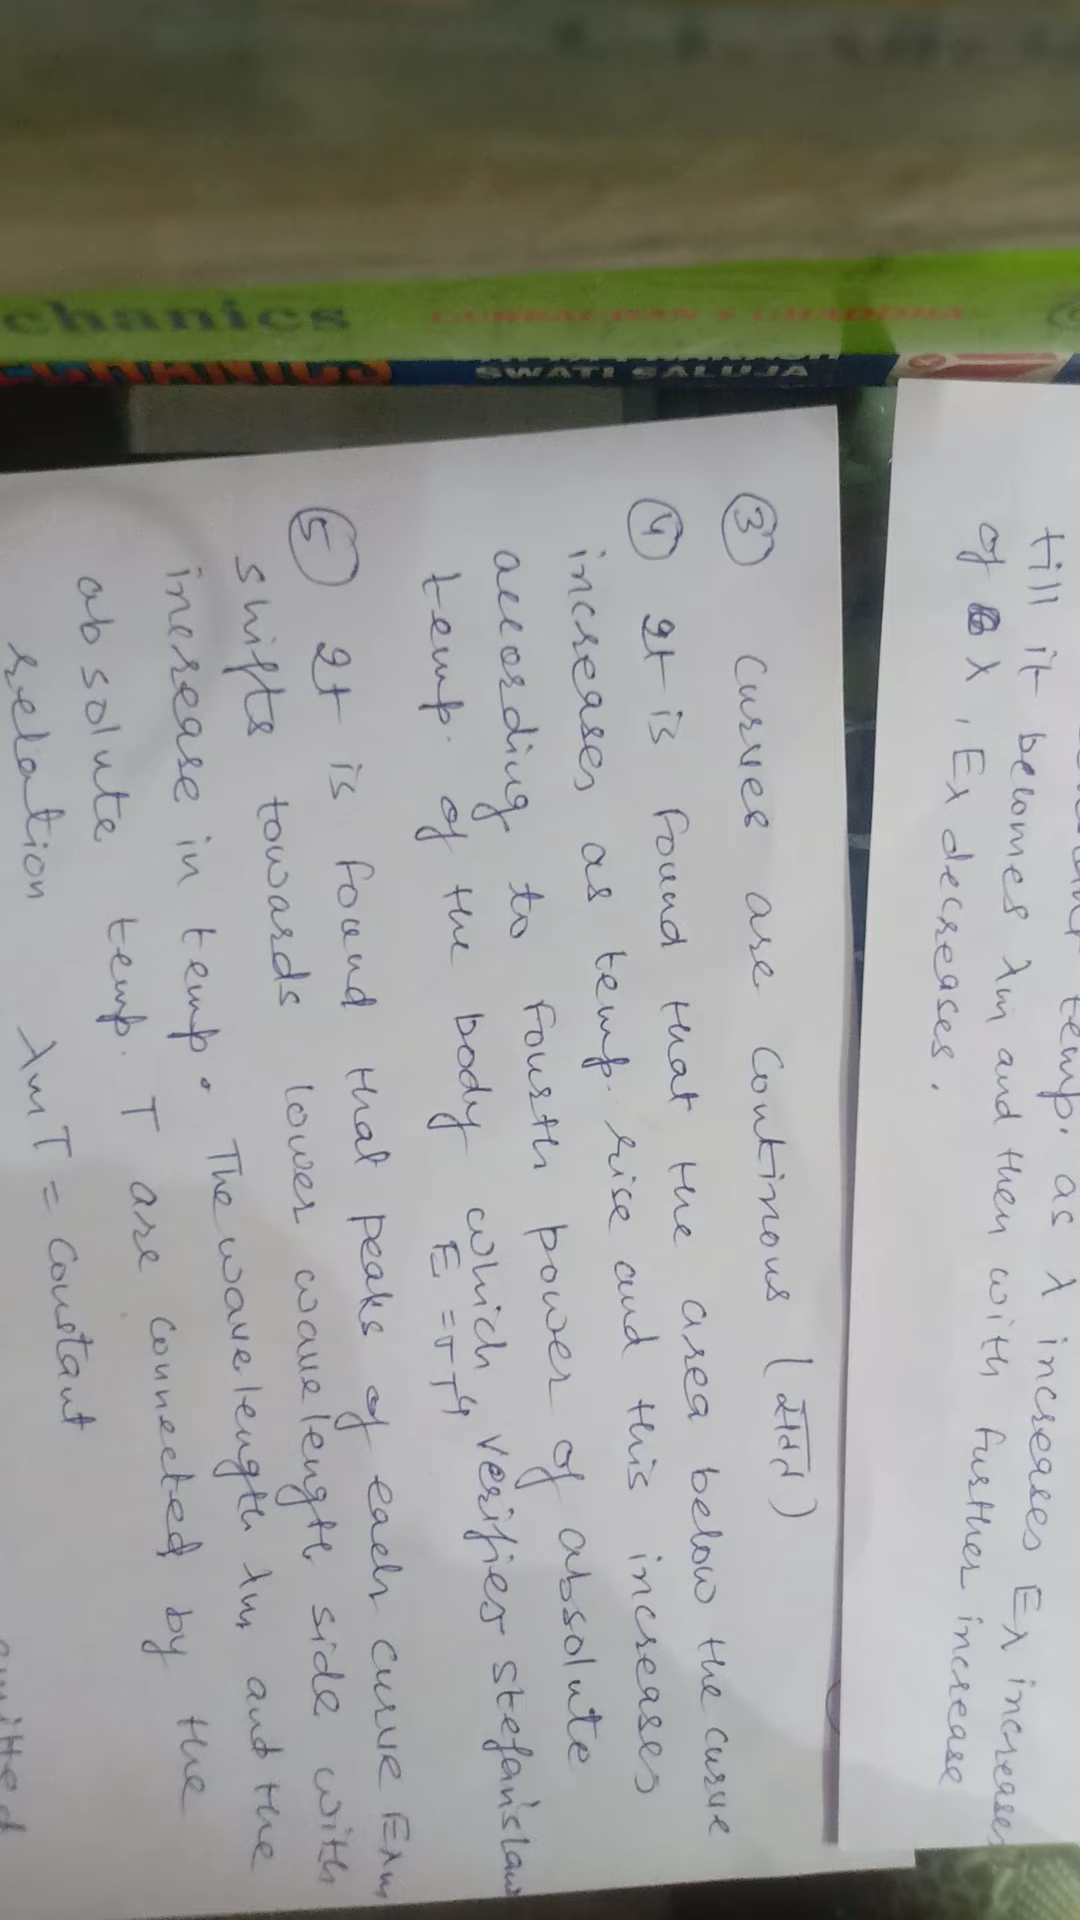 chanics
SWATI SALUJA
temp. as λ increases Eλ increases
till it becomes λm and then with further increase
of λ, Eλ decreases.
③ Curves are Continous
④ It is found that the area below the curve
increases as temp. rise and this increases
according to fourth power of absolute
temp. of the body which verifies stefan's law
E = σT⁴
⑤ It is found that peaks of each curve Eλm
shifts towards lower wavelength side with
increase in temp. The wavelength λm and the
absolute temp. T are connected by the
relation λmT = Constant
emitted